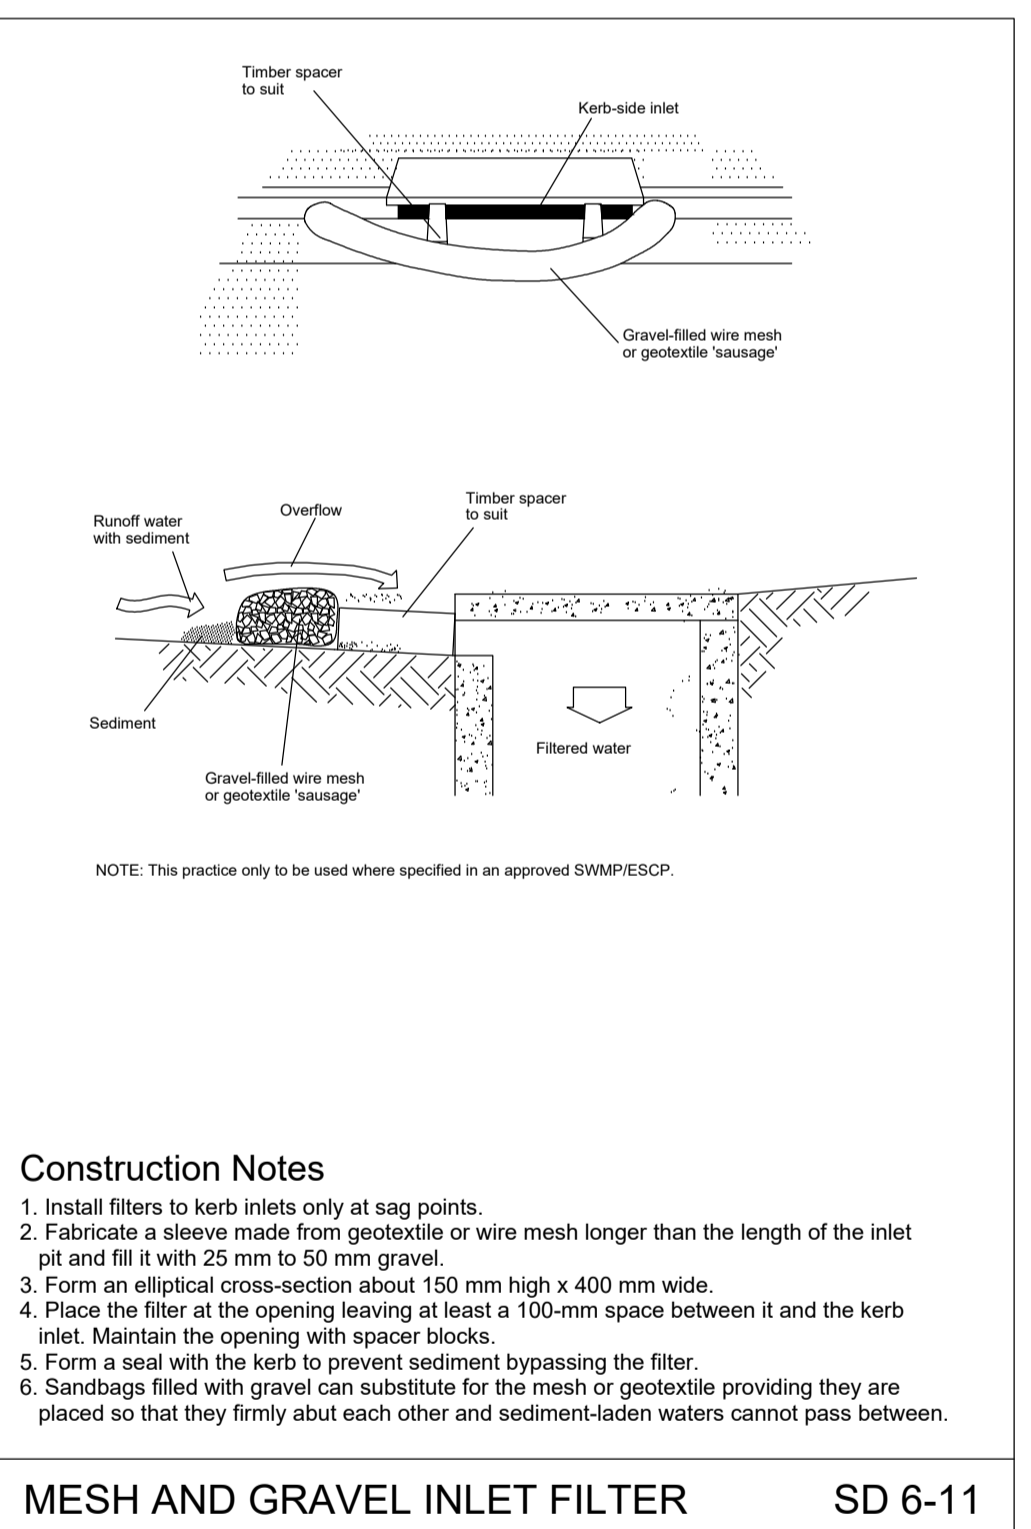 Timber spacer
to suit
Kerb-side inlet
Gravel-filled wire mesh
or geotextile 'sausage'
Timber spacer
to suit
Overflow
Runoff water
with sediment
Sediment
Filtered water
Gravel-filled wire mesh
or geotextile 'sausage'
NOTE: This practice only to be used where specified in an approved SWMP/ESCP.
Construction Notes
1. Install filters to kerb inlets only at sag points.
2. Fabricate a sleeve made from geotextile or wire mesh longer than the length of the inlet
pit and fill it with 25 mm to 50 mm gravel.
3. Form an elliptical cross-section about 150 mm high x 400 mm wide.
4. Place the filter at the opening leaving at least a 100-mm space between it and the kerb
inlet. Maintain the opening with spacer blocks.
5. Form a seal with the kerb to prevent sediment bypassing the filter.
6. Sandbags filled with gravel can substitute for the mesh or geotextile providing they are
placed so that they firmly abut each other and sediment-laden waters cannot pass between.
MESH AND GRAVEL INLET FILTER SD 6-11